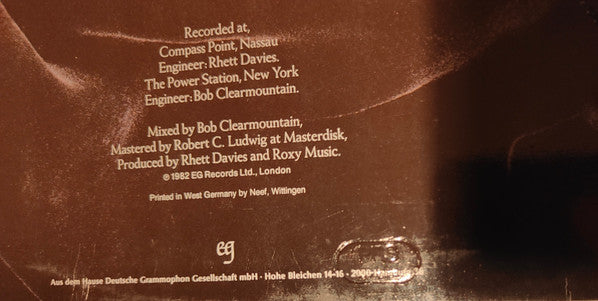 Recorded at,
Compass Point, Nassau
Engineer: Rhett Davies.
The Power Station, New York
Engineer: Bob Clearmountain.
Mixed by Bob Clearmountain,
Mastered by Robert C. Ludwig at Masterdisk,
Produced by Rhett Davies and Roxy Music.
℗ 1982 EG Records Ltd., London
Printed in West Germany by Neef, Wittingen
eg
Aus dem Hause Deutsche Grammophon Gesellschaft mbH · Hohe Bleichen 14-16 · 2000 Hamburg 36